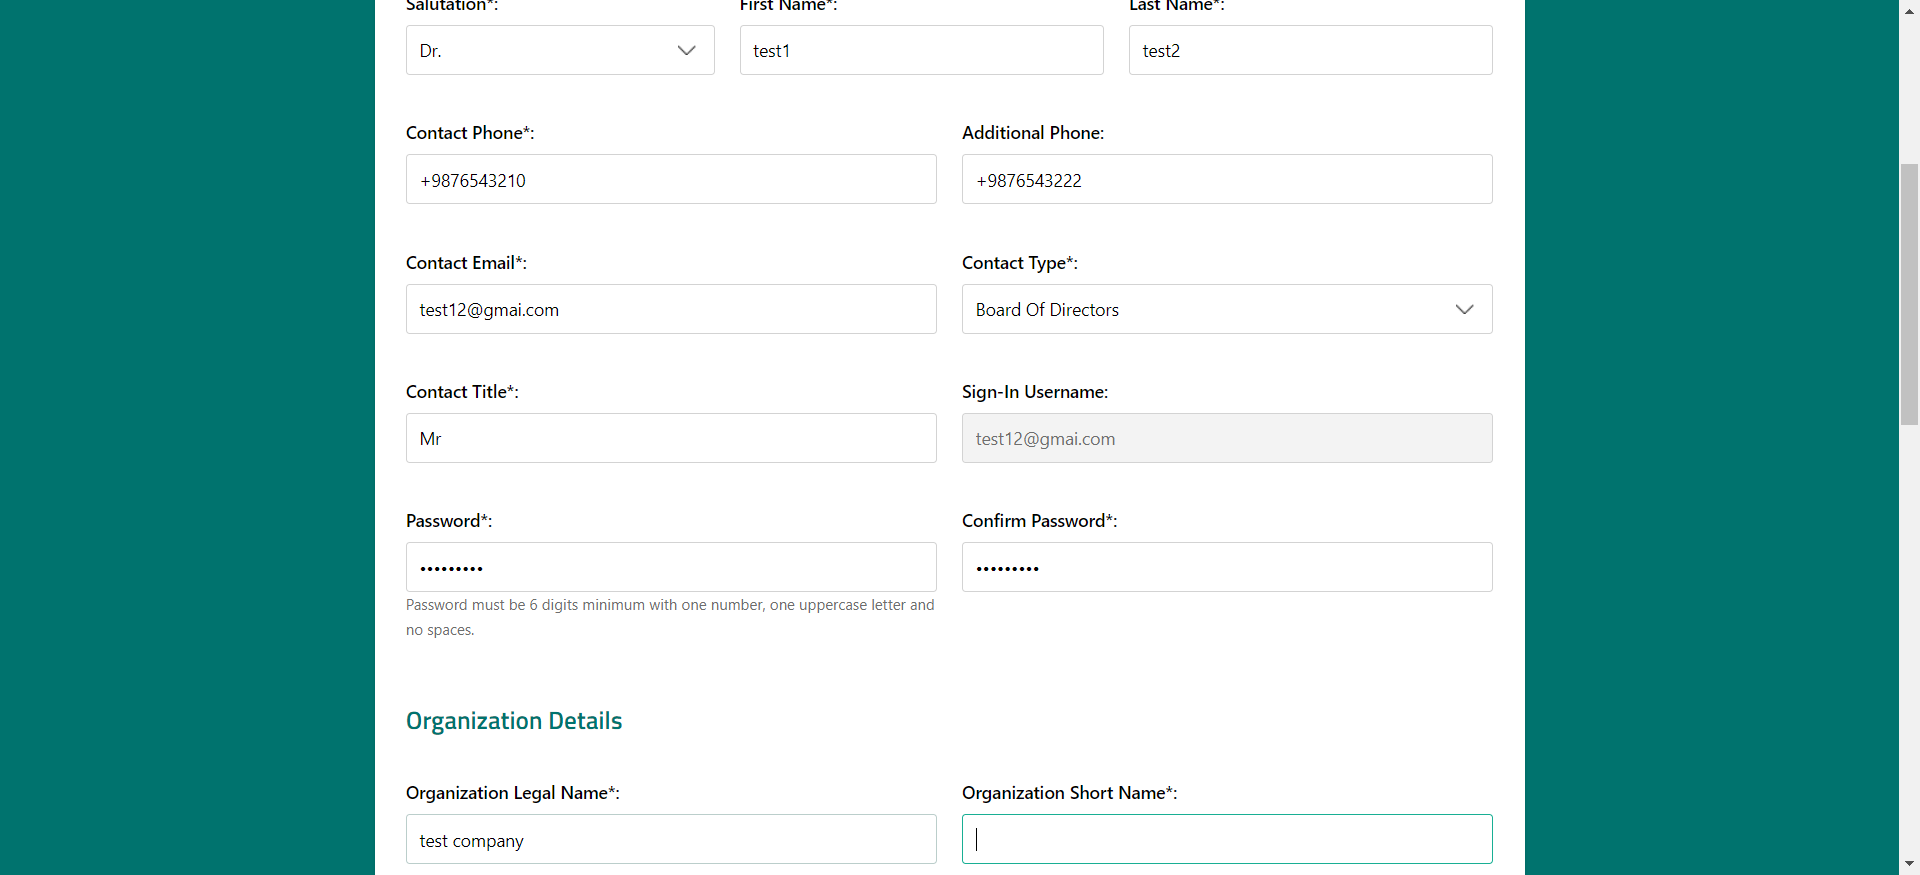 Salutation*: First Name*: Last Name*:
Dr. test1 test2
Contact Phone*: Additional Phone:
+9876543210 +9876543222
Contact Email*: Contact Type*:
test12@gmai.com Board Of Directors
Contact Title*: Sign-In Username:
Mr test12@gmai.com
Password*: Confirm Password*:
••••••••• •••••••••
Password must be 6 digits minimum with one number, one uppercase letter and
no spaces.
Organization Details
Organization Legal Name*: Organization Short Name*:
test company